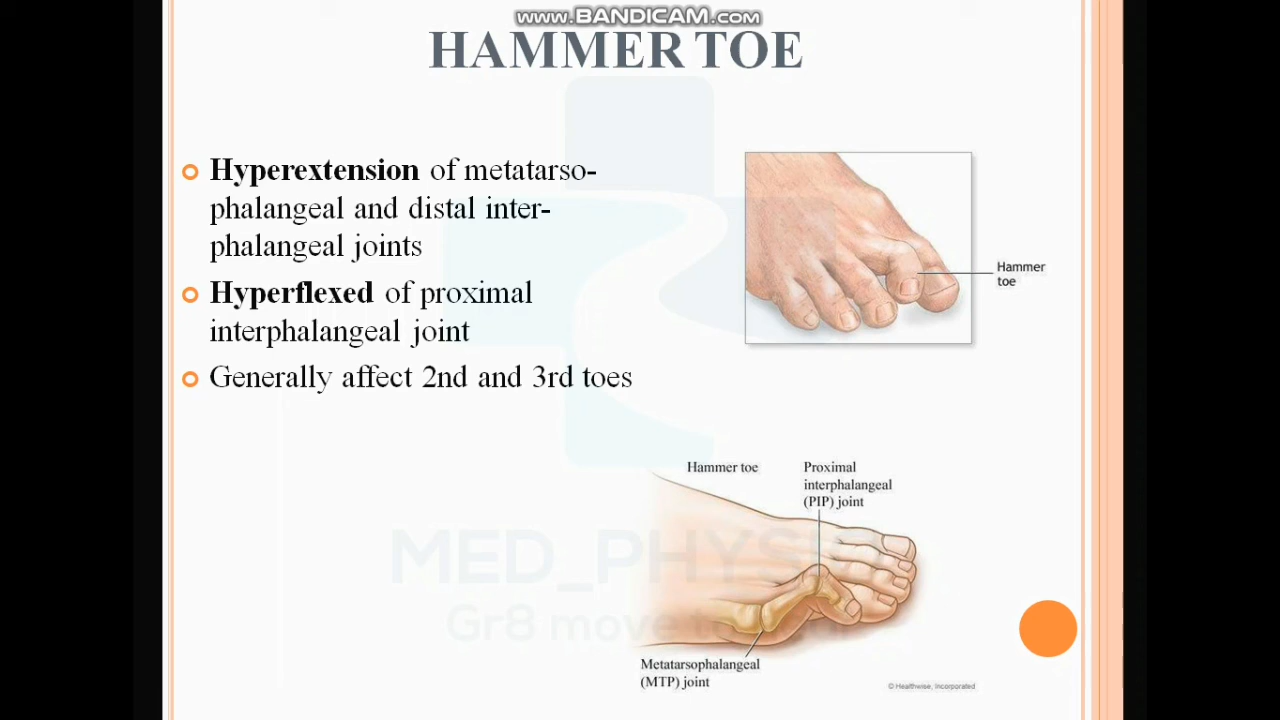 www.BANDICAM.com
HAMMER TOE
Hyperextension of metatarso-
phalangeal and distal inter-
phalangeal joints
Hyperflexed of proximal
interphalangeal joint
Generally affect 2nd and 3rd toes
Hammer
toe
Hammer toe
Proximal
interphalangeal
(PIP) joint
MED_PHYSIO
Gr8 move to
Metatarsophalangeal
(MTP) joint
© Healthwise, Incorporated